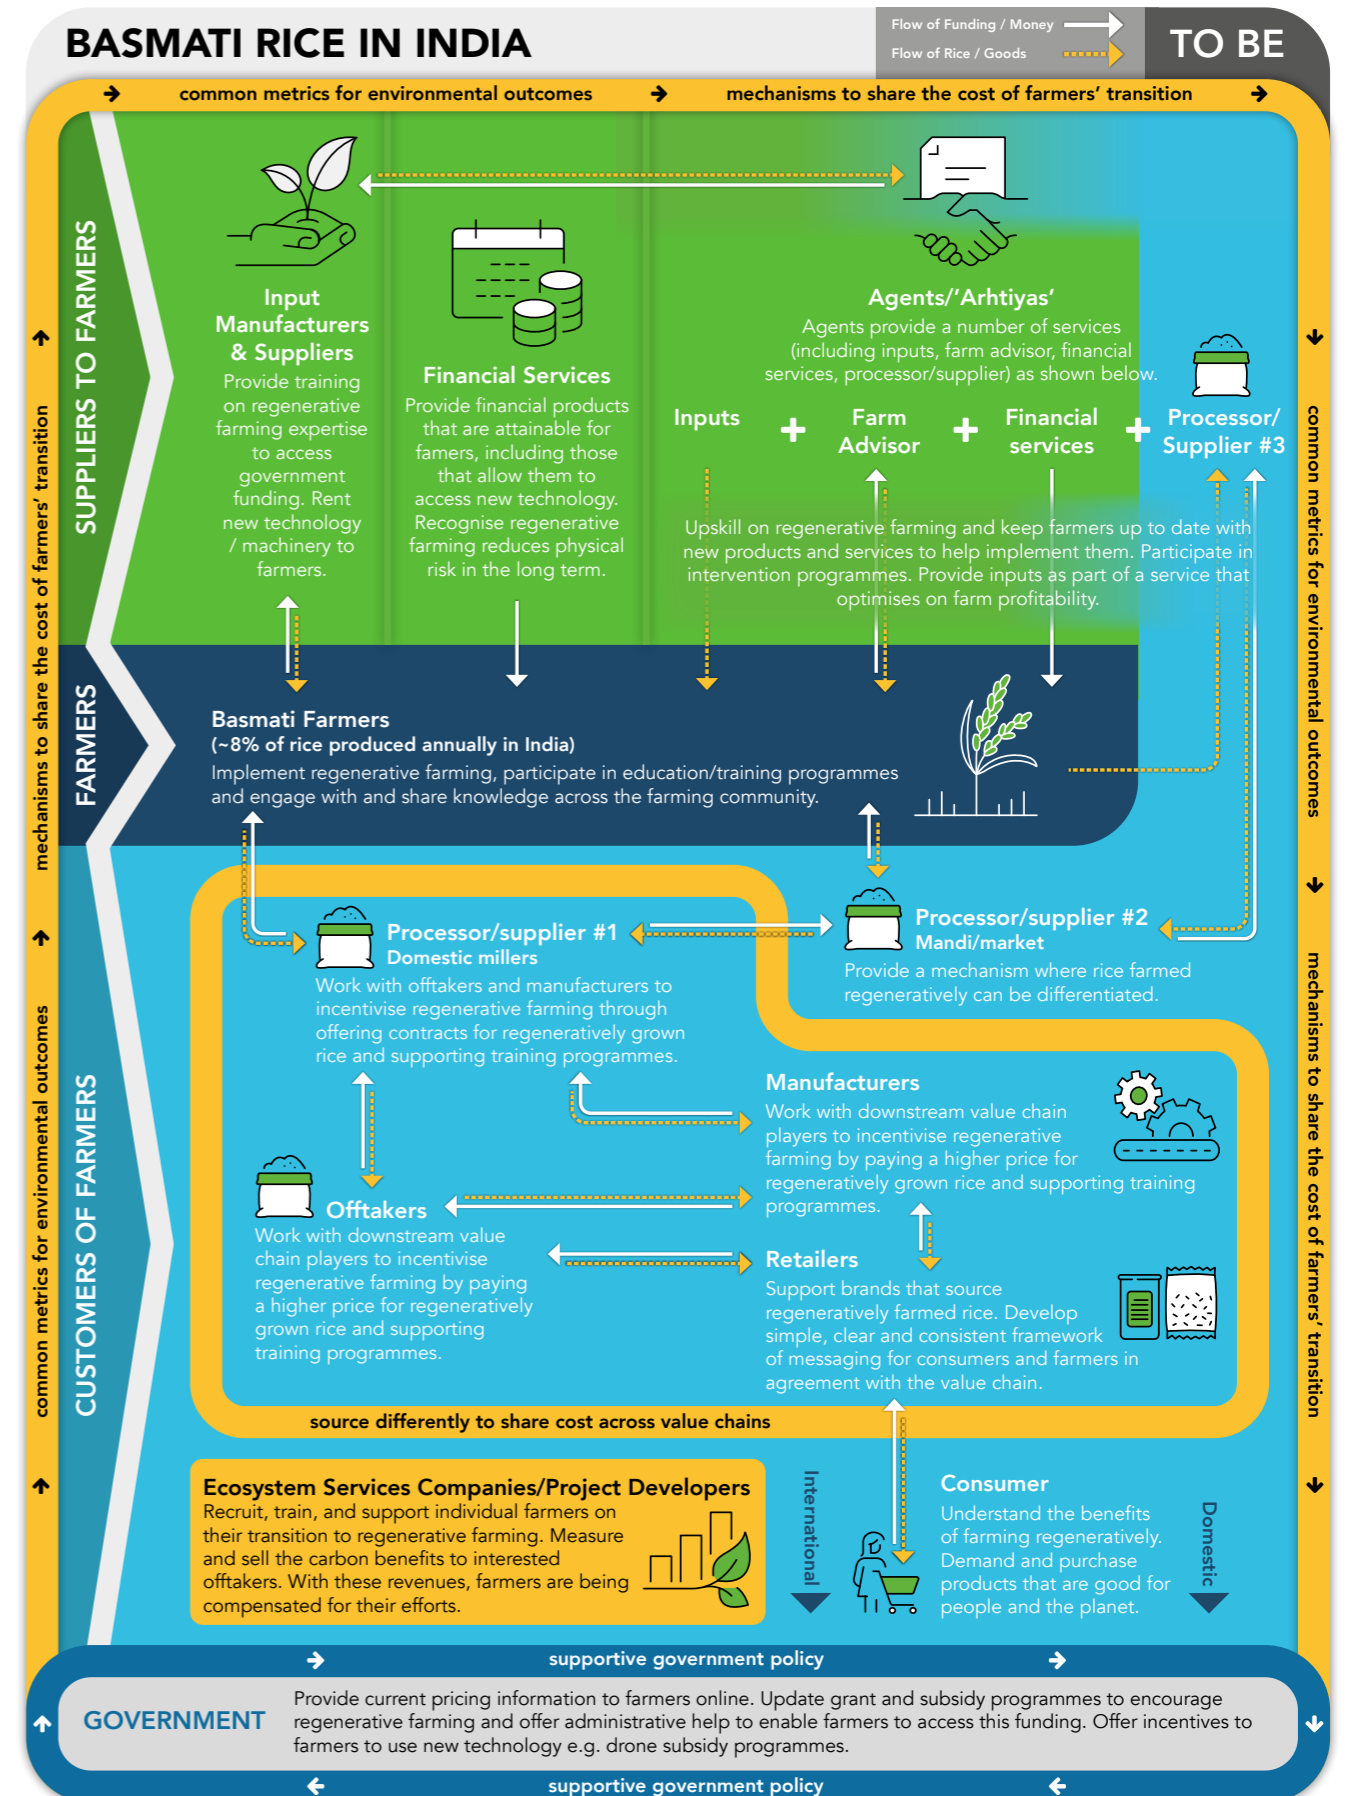 BASMATI RICE IN INDIA
Flow of Funding / Money
Flow of Rice / Goods
TO BE
common metrics for environmental outcomes
mechanisms to share the cost of farmers’ transition
mechanisms to share the cost of farmers’ transition
common metrics for environmental outcomes
common metrics for environmental outcomes
mechanisms to share the cost of farmers’ transition
SUPPLIERS TO FARMERS
Input
Manufacturers
& Suppliers
Provide training
on regenerative
farming expertise
to access
government
funding. Rent
new technology
/ machinery to
farmers.
Financial Services
Provide financial products
that are attainable for
famers, including those
that allow them to
access new technology.
Recognise regenerative
farming reduces physical
risk in the long term.
Agents/‘Arhtiyas’
Agents provide a number of services
(including inputs, farm advisor, financial
services, processor/supplier) as shown below.
Inputs
+
Farm
Advisor
+
Financial
services
+
Processor/
Supplier #3
Upskill on regenerative farming and keep farmers up to date with
new products and services to help implement them. Participate in
intervention programmes. Provide inputs as part of a service that
optimises on farm profitability.
FARMERS
Basmati Farmers
(~8% of rice produced annually in India)
Implement regenerative farming, participate in education/training programmes
and engage with and share knowledge across the farming community.
CUSTOMERS OF FARMERS
Processor/supplier #1
Domestic millers
Work with offtakers and manufacturers to
incentivise regenerative farming through
offering contracts for regeneratively grown
rice and supporting training programmes.
Processor/supplier #2
Mandi/market
Provide a mechanism where rice farmed
regeneratively can be differentiated.
Manufacturers
Work with downstream value chain
players to incentivise regenerative
farming by paying a higher price for
regeneratively grown rice and supporting training
programmes.
Offtakers
Work with downstream value
chain players to incentivise
regenerative farming by paying
a higher price for regeneratively
grown rice and supporting
training programmes.
Retailers
Support brands that source
regeneratively farmed rice. Develop
simple, clear and consistent framework
of messaging for consumers and farmers in
agreement with the value chain.
source differently to share cost across value chains
Ecosystem Services Companies/Project Developers
Recruit, train, and support individual farmers on
their transition to regenerative farming. Measure
and sell the carbon benefits to interested
offtakers. With these revenues, farmers are being
compensated for their efforts.
International
Consumer
Understand the benefits
of farming regeneratively.
Demand and purchase
products that are good for
people and the planet.
Domestic
supportive government policy
GOVERNMENT
Provide current pricing information to farmers online. Update grant and subsidy programmes to encourage
regenerative farming and offer administrative help to enable farmers to access this funding. Offer incentives to
farmers to use new technology e.g. drone subsidy programmes.
supportive government policy